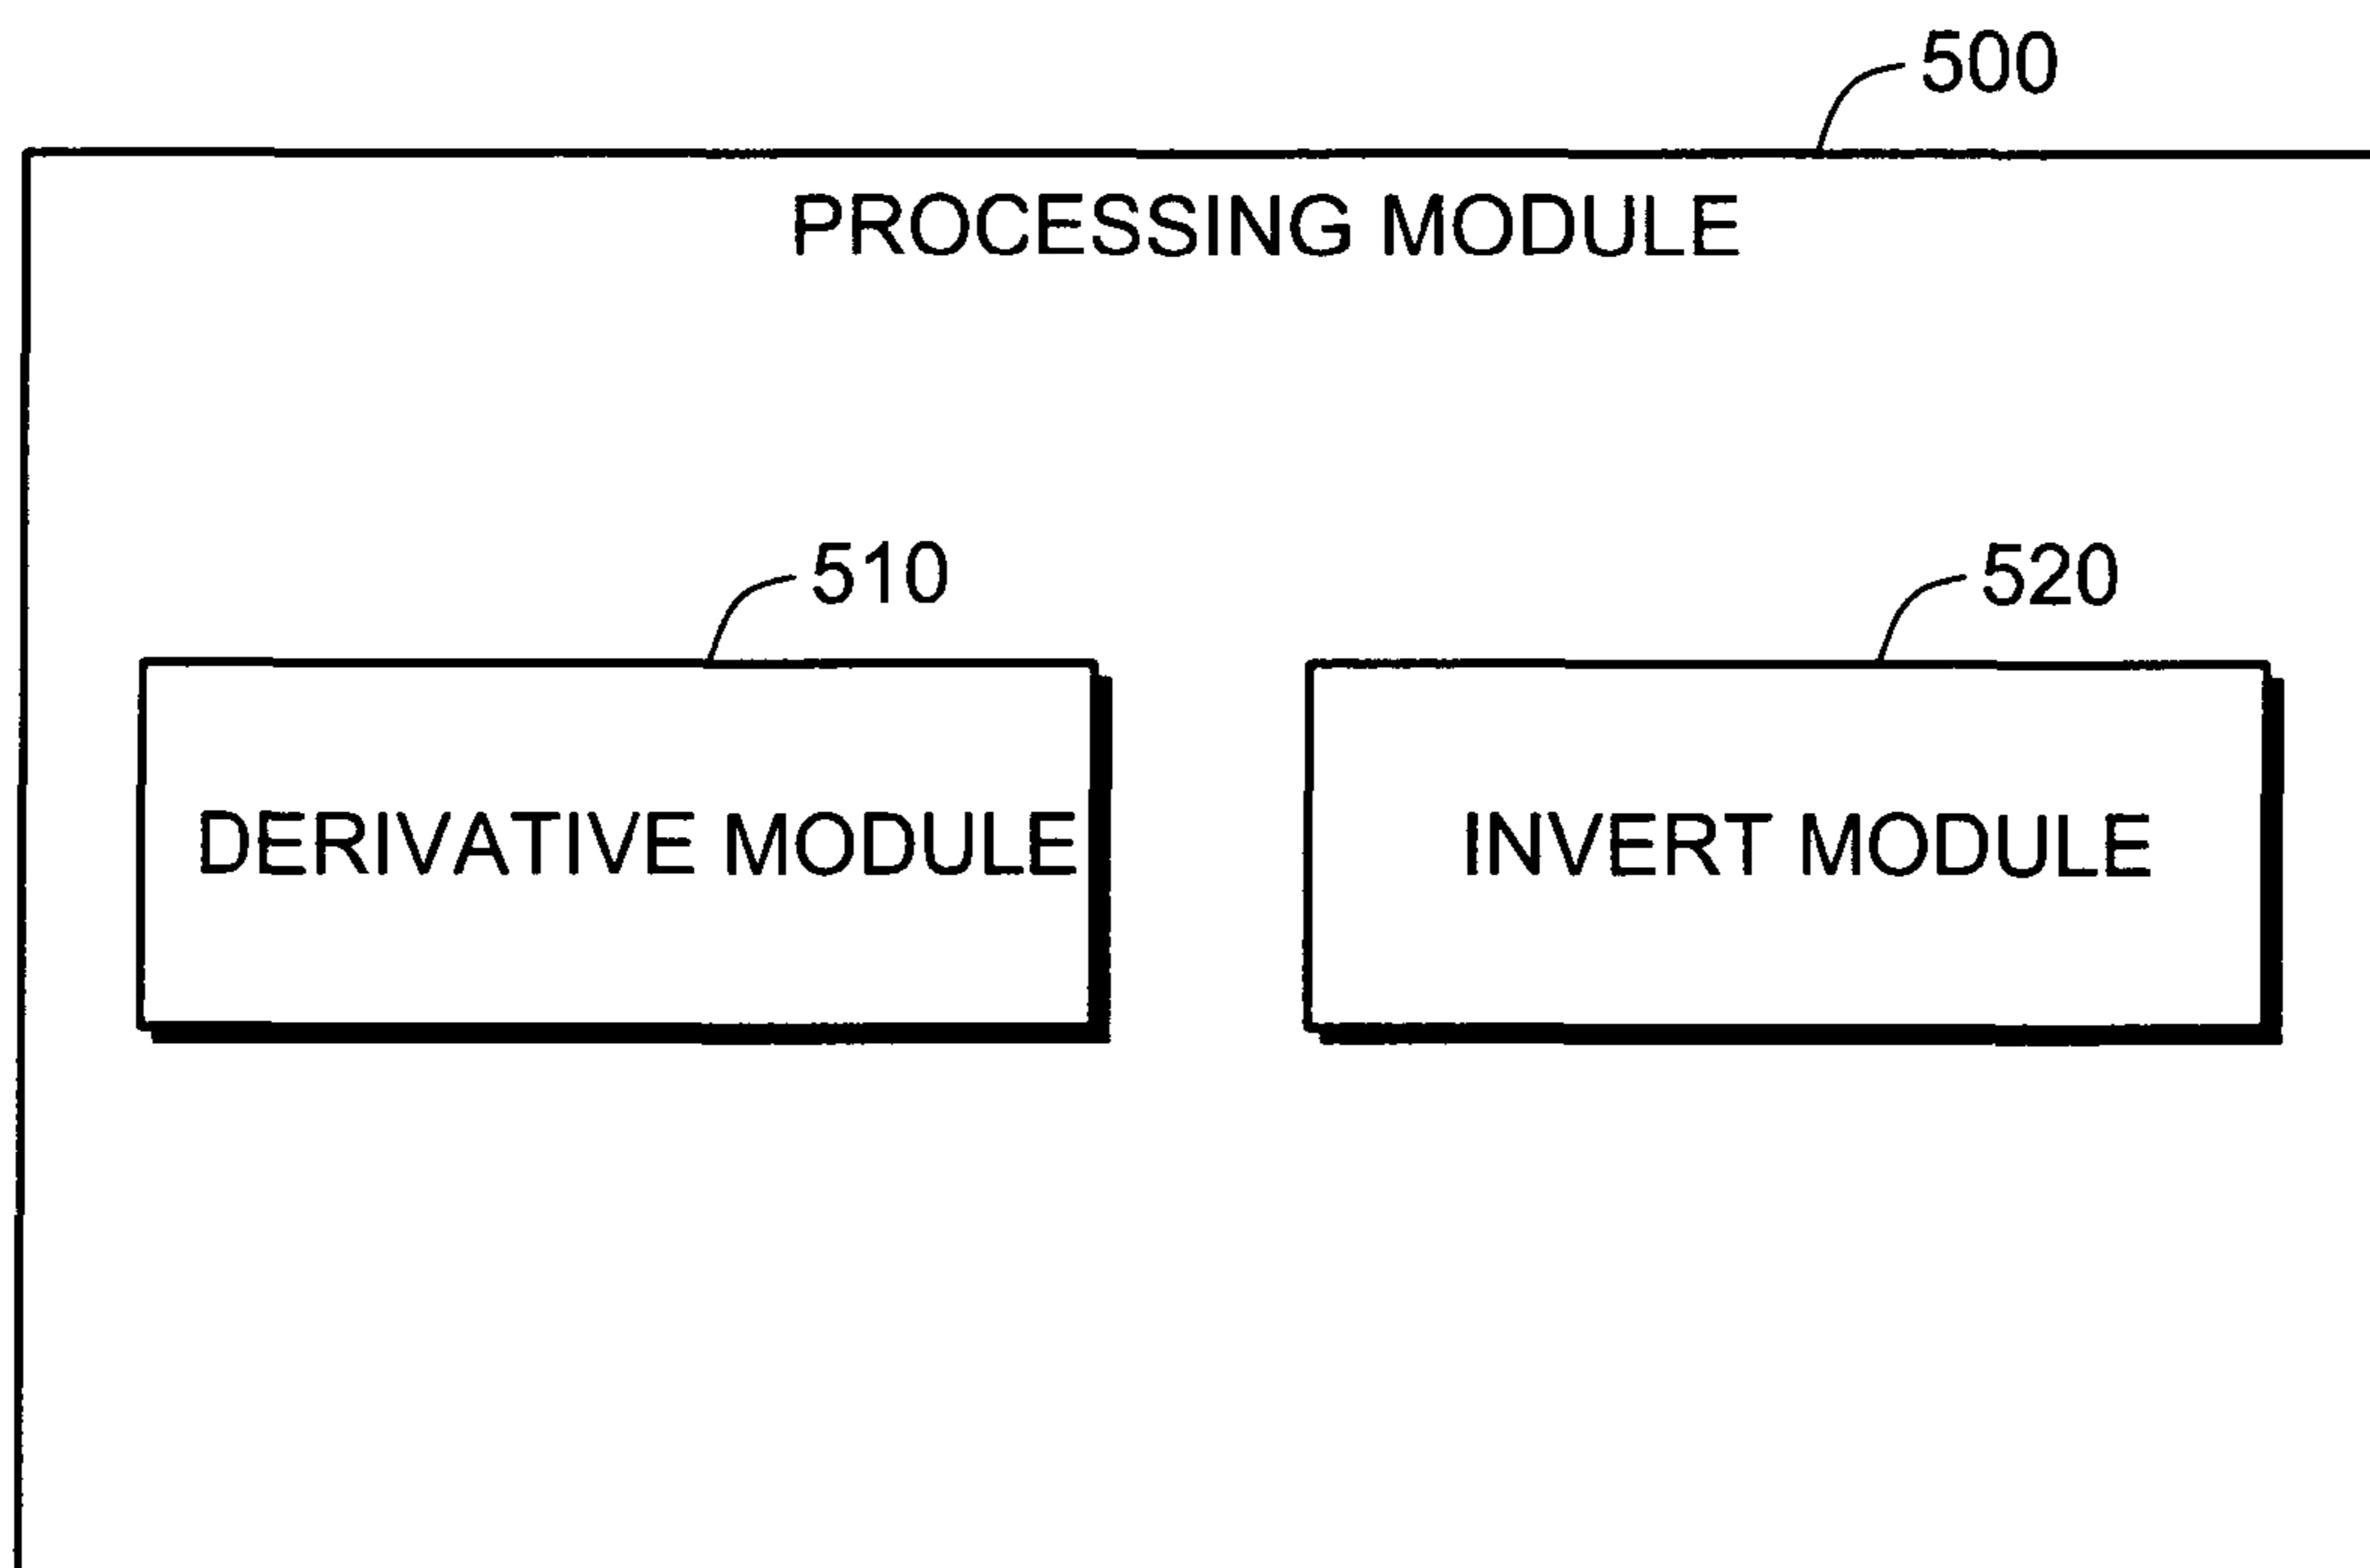 500
PROCESSING MODULE
510
520
DERIVATIVE MODULE
INVERT MODULE